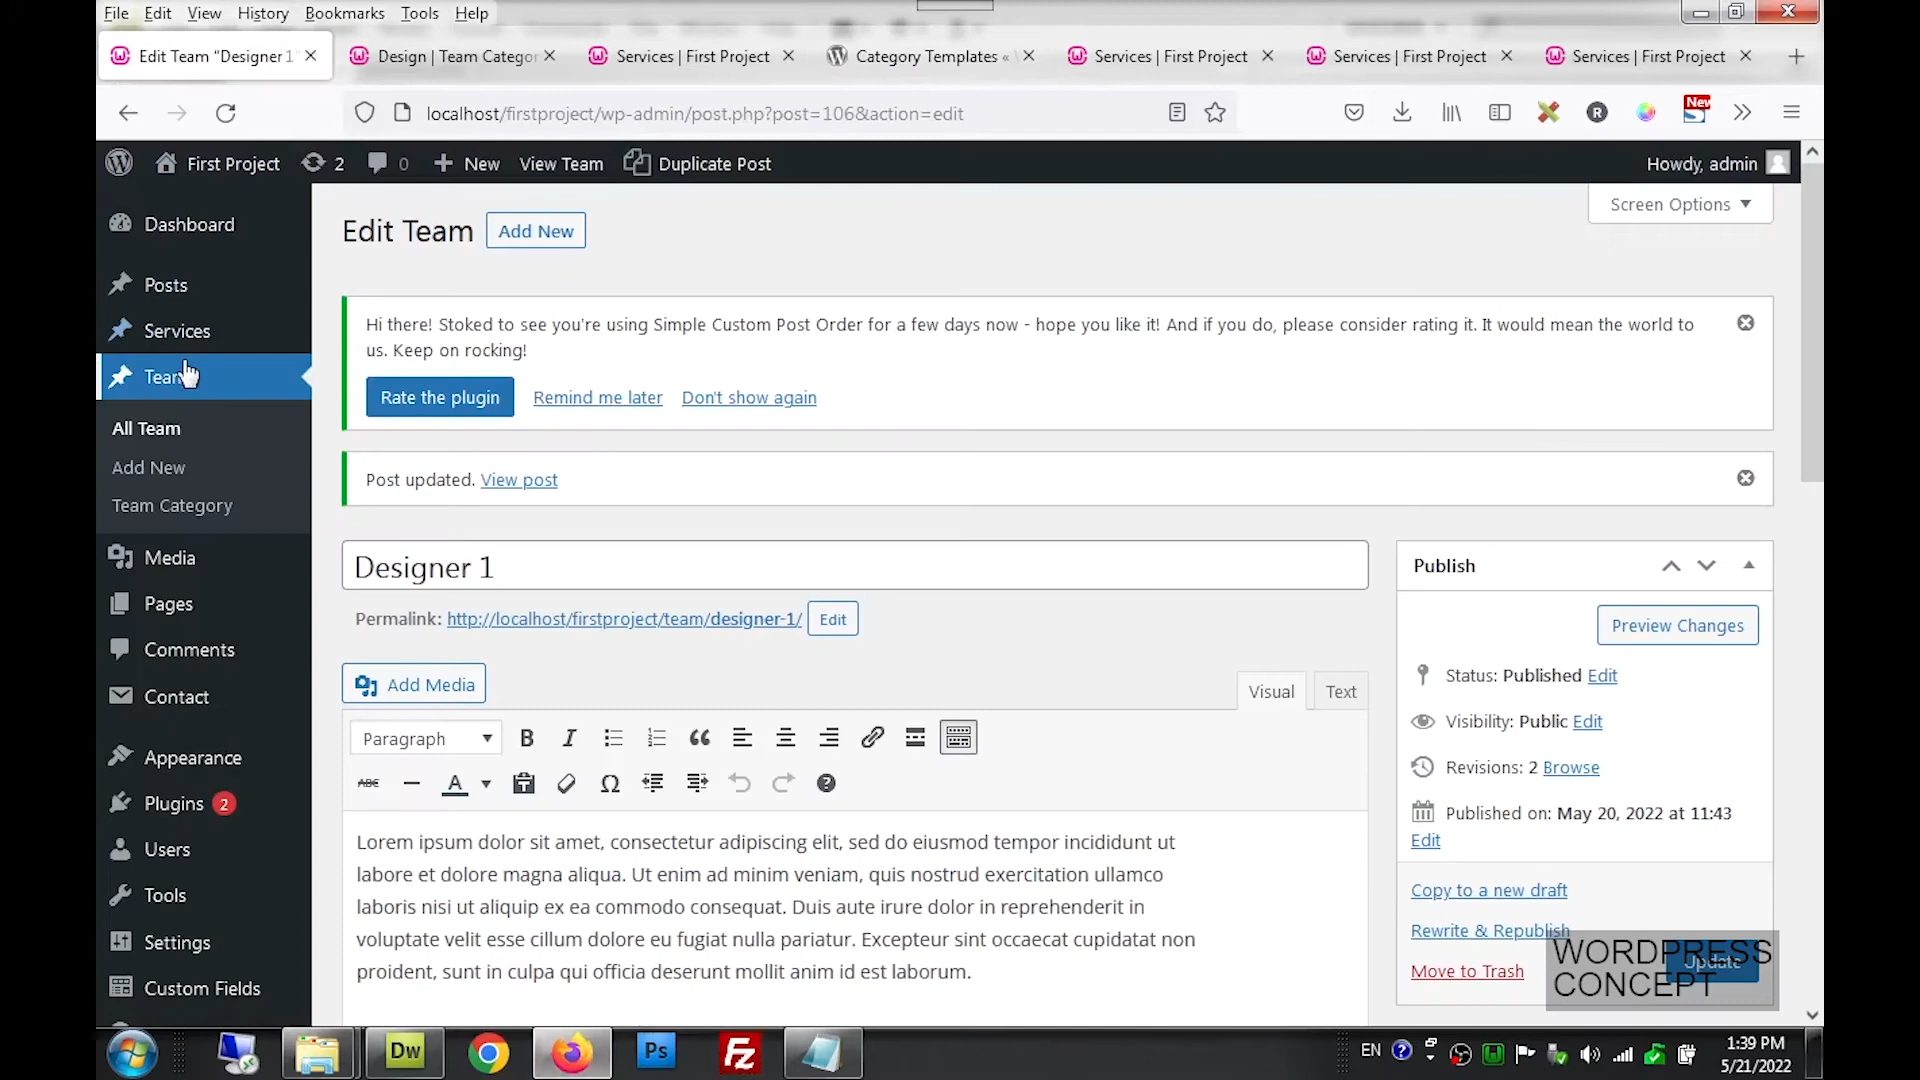 File Edit View History Bookmarks Tools Help
Edit Team "Designer 1"
Design | Team Catego
Services | First Project
Category Templates «
Services | First Project
Services | First Project
Services | First Project
localhost/firstproject/wp-admin/post.php?post=106&action=edit
New
First Project
2
0
New
View Team
Duplicate Post
Howdy, admin
Dashboard
Posts
Services
Team
All Team
Add New
Team Category
Media
Pages
Comments
Contact
Appearance
Plugins 2
Users
Tools
Settings
Custom Fields
Edit Team
Add New
Screen Options
Hi there! Stoked to see you're using Simple Custom Post Order for a few days now - hope you like it! And if you do, please consider rating it. It would mean the world to
us. Keep on rocking!
Rate the plugin
Remind me later
Don't show again
Post updated. View post
Designer 1
Permalink: http://localhost/firstproject/team/designer-1/ Edit
Add Media
Visual
Text
Paragraph
B I
ABC A Ω
Lorem ipsum dolor sit amet, consectetur adipiscing elit, sed do eiusmod tempor incididunt ut
labore et dolore magna aliqua. Ut enim ad minim veniam, quis nostrud exercitation ullamco
laboris nisi ut aliquip ex ea commodo consequat. Duis aute irure dolor in reprehenderit in
voluptate velit esse cillum dolore eu fugiat nulla pariatur. Excepteur sint occaecat cupidatat non
proident, sunt in culpa qui officia deserunt mollit anim id est laborum.
Publish
Preview Changes
Status: Published Edit
Visibility: Public Edit
Revisions: 2 Browse
Published on: May 20, 2022 at 11:43
Edit
Copy to a new draft
Rewrite & Republish
Move to Trash
Update
WORDPRESS
CONCEPT
Dw
Ps
Fz
EN
1:39 PM
5/21/2022